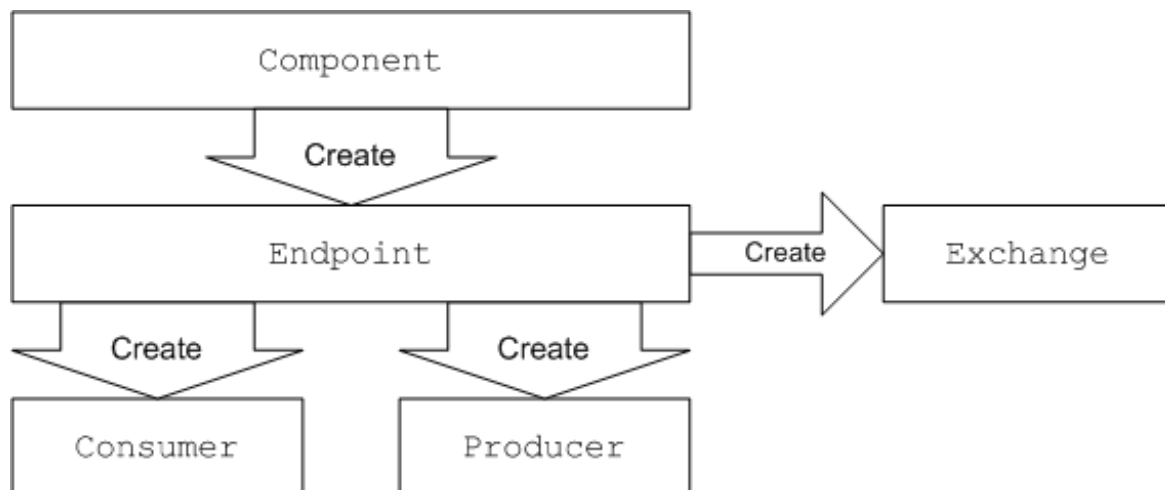 Component
Create
Endpoint
Create
Exchange
Create
Create
Consumer
Producer